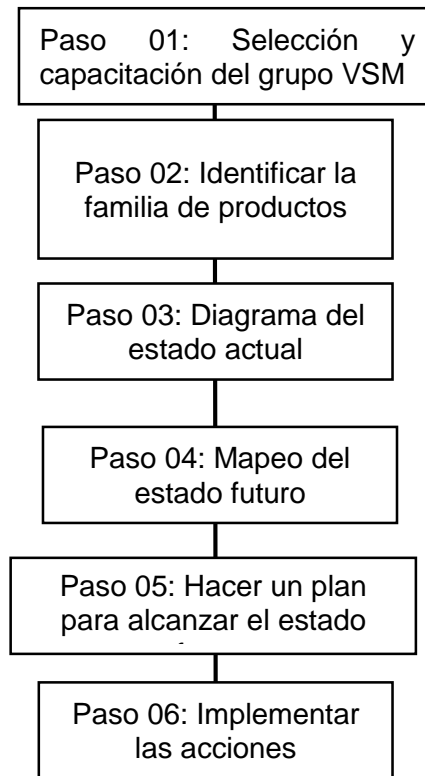 Paso 01: Selección y
capacitación del grupo VSM
Paso 02: Identificar la
familia de productos
Paso 03: Diagrama del
estado actual
Paso 04: Mapeo del
estado futuro
Paso 05: Hacer un plan
para alcanzar el estado
Paso 06: Implementar
las acciones